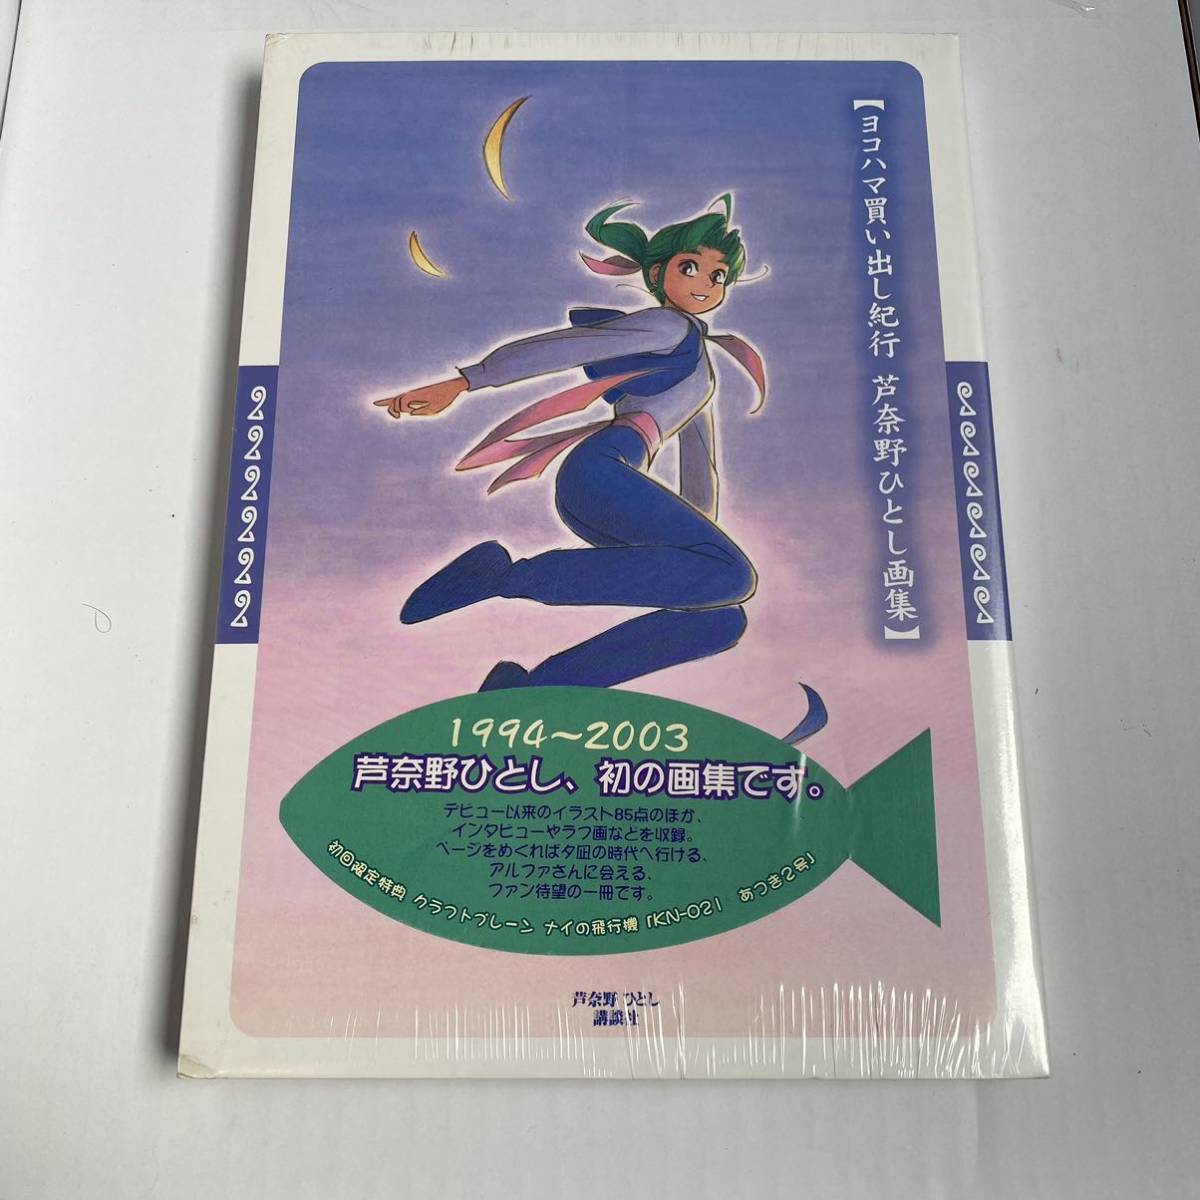 【ヨコハマ買い出し紀行 芦奈野ひとし画集】
1994～2003
芦奈野ひとし、初の画集です。
デビュー以来のイラスト85点のほか、
インタビューやラフ画などを収録。
ページをめくれば夕凪の時代へ行ける、
アルファさんに会える、
ファン待望の一冊です。
初回限定特典 クラフトプレーン ナイの飛行機「KN-021 あつき2号」
芦奈野 ひとし
講談社